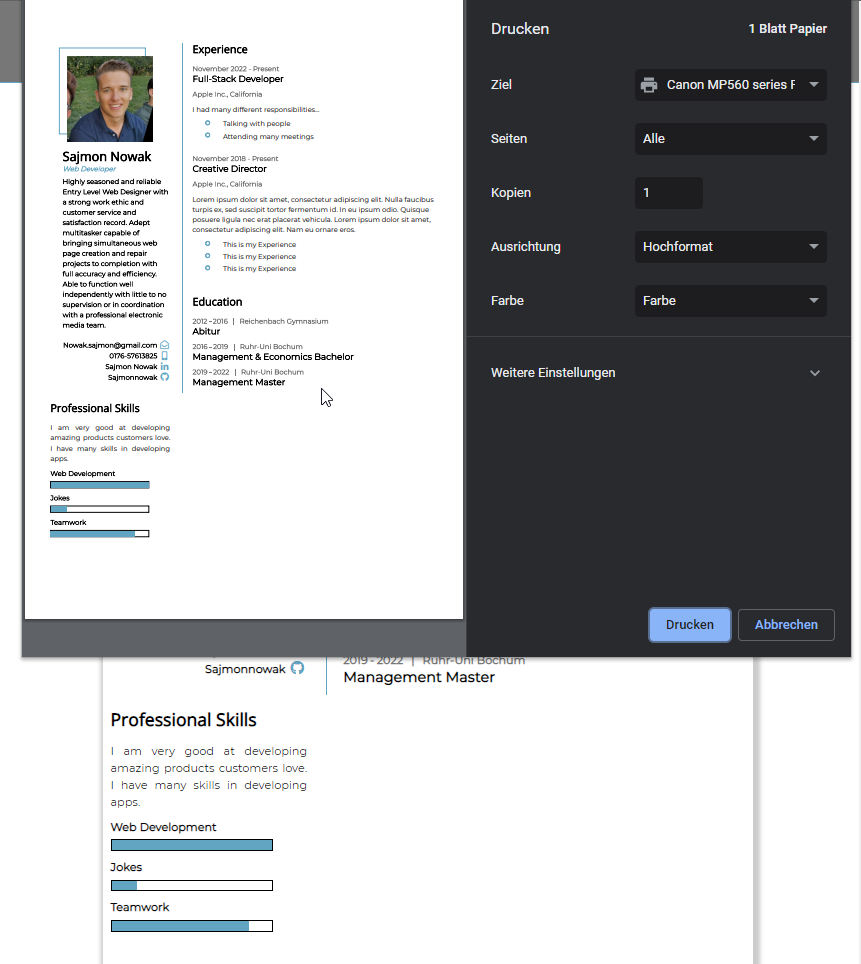 Sajmon Nowak
Web Developer
Highly seasoned and reliable
Entry Level Web Designer with
a strong work ethic and
customer service and
satisfaction record. Adept
multitasker capable of
bringing simultaneous web
page creation and repair
projects to completion with
full accuracy and efficiency.
Able to function well
independently with little to no
supervision or in coordination
with a professional electronic
media team.
Nowak.sajmon@gmail.com
0176-57613825
Sajmon Nowak
Sajmonnowak
Professional Skills
I am very good at developing
amazing products customers love.
I have many skills in developing
apps.
Web Development
Jokes
Teamwork
Experience
November 2022 - Present
Full-Stack Developer
Apple Inc., California
I had many different responsibilities...
Talking with people
Attending many meetings
November 2018 - Present
Creative Director
Apple Inc., California
Lorem ipsum dolor sit amet, consectetur adipiscing elit. Nulla faucibus
turpis ex, sed suscipit tortor fermentum id. In eu ipsum odio. Quisque
posuere ligula nec erat placerat vehicula. Lorem ipsum dolor sit amet,
consectetur adipiscing elit. Nam eu ornare eros.
This is my Experience
This is my Experience
This is my Experience
Education
2012 - 2016 | Reichenbach Gymnasium
Abitur
2016 - 2019 | Ruhr-Uni Bochum
Management & Economics Bachelor
2019 - 2022 | Ruhr-Uni Bochum
Management Master
Drucken 1 Blatt Papier
Ziel Canon MP560 series F
Seiten Alle
Kopien 1
Ausrichtung Hochformat
Farbe Farbe
Weitere Einstellungen
Drucken Abbrechen
Sajmonnowak
2019 - 2022 | Ruhr-Uni Bochum
Management Master
Professional Skills
I am very good at developing
amazing products customers love.
I have many skills in developing
apps.
Web Development
Jokes
Teamwork